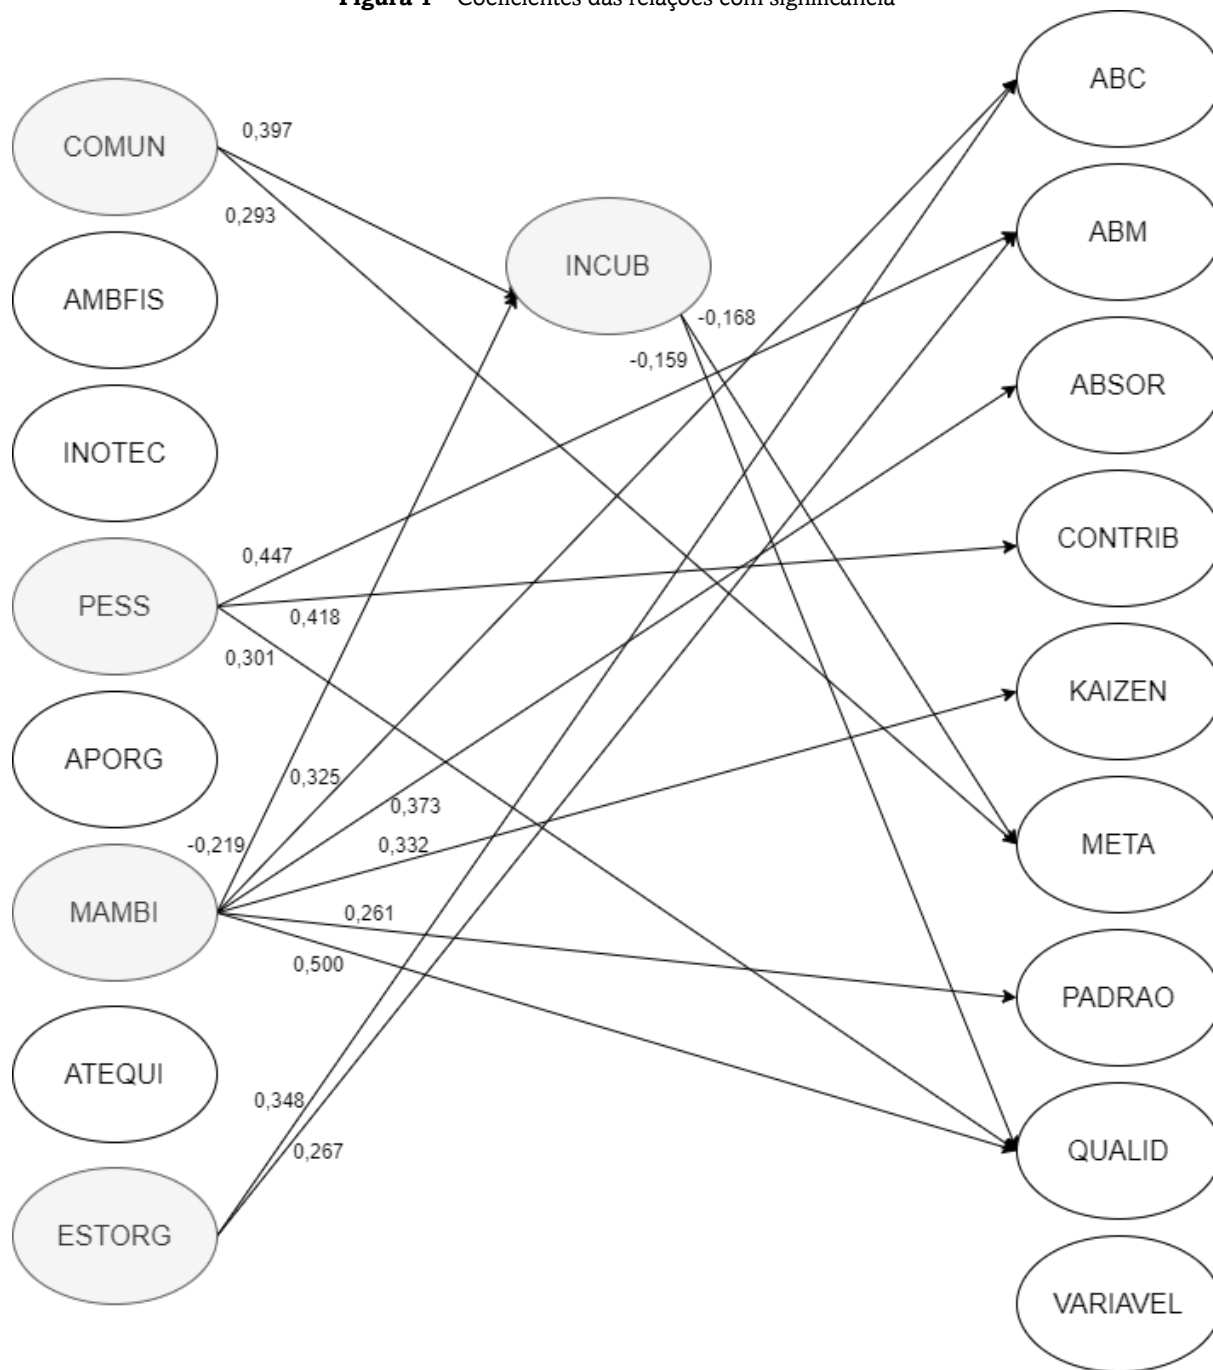 Figura 1 – Coeficientes das relações com significância
ABC
COMUN
0,397
0,293
ABM
INCUB
AMBFIS
-0,168
-0,159
ABSOR
INOTEC
CONTRIB
0,447
PESS
0,418
0,301
KAIZEN
APORG
0,325
0,373
-0,219
0,332
META
MAMBI
0,261
0,500
PADRAO
ATEQUI
0,348
0,267
QUALID
ESTORG
VARIAVEL